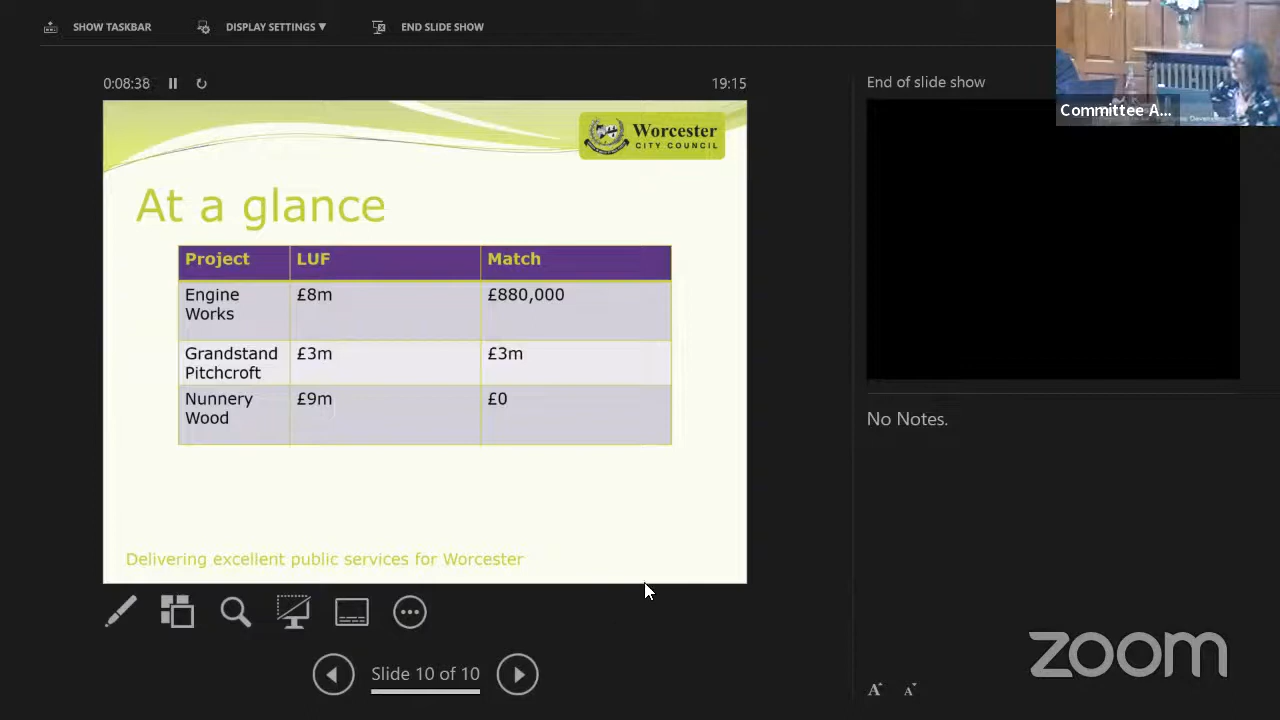 SHOW TASKBAR
DISPLAY SETTINGS ▼
END SLIDE SHOW
0:08:38
19:15
End of slide show
Committee A...
Worcester
CITY COUNCIL
At a glance
Project LUF Match
Engine Works £8m £880,000
Grandstand Pitchcroft £3m £3m
Nunnery Wood £9m £0
No Notes.
Delivering excellent public services for Worcester
Slide 10 of 10
zoom
A A